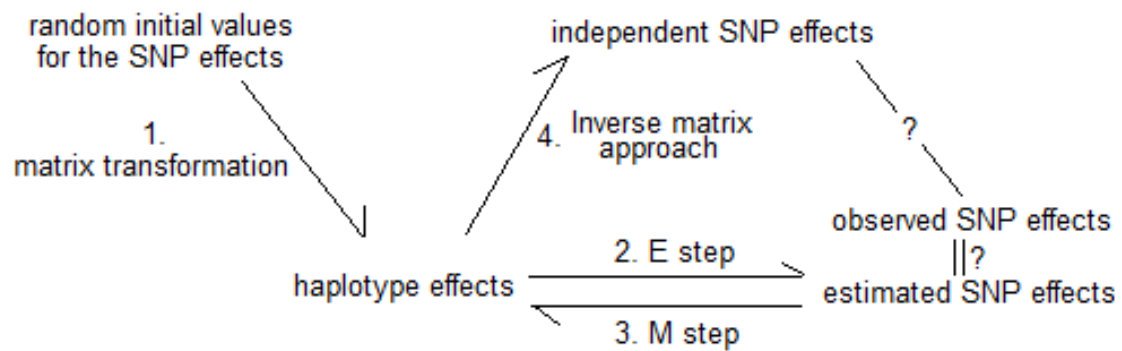 random initial values
for the SNP effects
independent SNP effects
1.
matrix transformation
4. Inverse matrix
approach
?
observed SNP effects
?
2. E step
haplotype effects
estimated SNP effects
3. M step